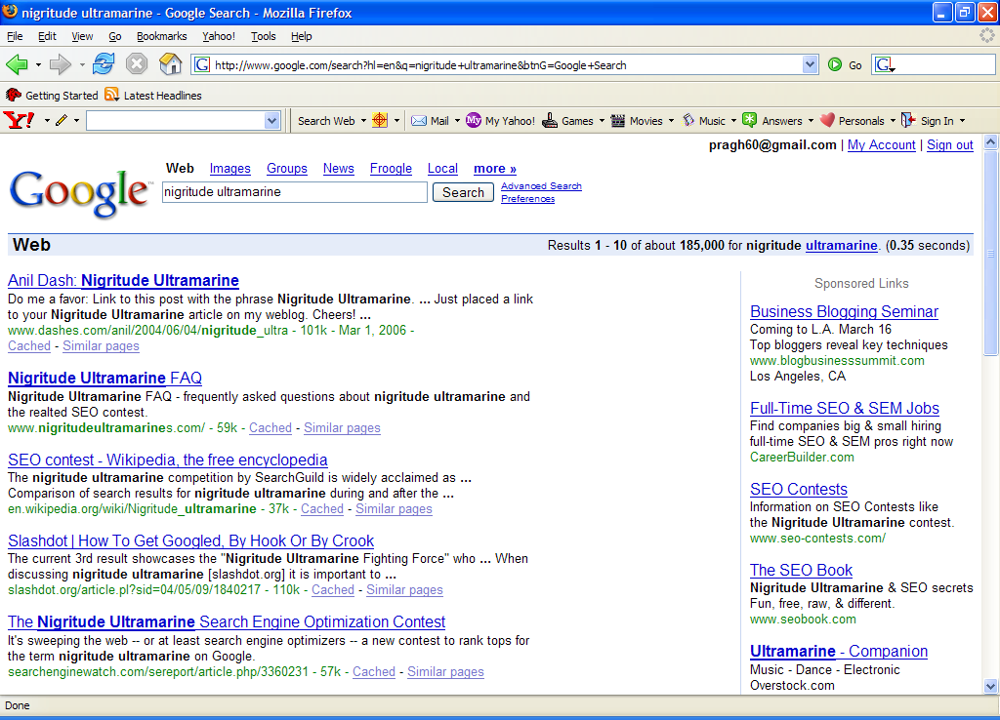 nigritude ultramarine - Google Search - Mozilla Firefox
File Edit View Go Bookmarks Yahoo! Tools Help
G http://www.google.com/search?hl=en&q=nigritude+ultramarine&btnG=Google+Search Go G
Getting Started Latest Headlines
Y! Search Web Mail My My Yahoo! Games Movies Music Answers Personals Sign In
pragh60@gmail.com | My Account | Sign out
Google™
Web Images Groups News Froogle Local more »
nigritude ultramarine Search Advanced Search
Preferences
Web Results 1 - 10 of about 185,000 for nigritude ultramarine. (0.35 seconds)
Anil Dash: Nigritude Ultramarine
Do me a favor: Link to this post with the phrase Nigritude Ultramarine. ... Just placed a link
to your Nigritude Ultramarine article on my weblog. Cheers! ...
www.dashes.com/anil/2004/06/04/nigritude_ultra - 101k - Mar 1, 2006 -
Cached - Similar pages
Nigritude Ultramarine FAQ
Nigritude Ultramarine FAQ - frequently asked questions about nigritude ultramarine and
the realted SEO contest.
www.nigritudeultramarines.com/ - 59k - Cached - Similar pages
SEO contest - Wikipedia, the free encyclopedia
The nigritude ultramarine competition by SearchGuild is widely acclaimed as ...
Comparison of search results for nigritude ultramarine during and after the ...
en.wikipedia.org/wiki/Nigritude_ultramarine - 37k - Cached - Similar pages
Slashdot | How To Get Googled, By Hook Or By Crook
The current 3rd result showcases the "Nigritude Ultramarine Fighting Force" who ... When
discussing nigritude ultramarine [slashdot.org] it is important to ...
slashdot.org/article.pl?sid=04/05/09/1840217 - 110k - Cached - Similar pages
The Nigritude Ultramarine Search Engine Optimization Contest
It's sweeping the web -- or at least search engine optimizers -- a new contest to rank tops for
the term nigritude ultramarine on Google.
searchenginewatch.com/sereport/article.php/3360231 - 57k - Cached - Similar pages
Sponsored Links
Business Blogging Seminar
Coming to L.A. March 16
Top bloggers reveal key techniques
www.blogbusinesssummit.com
Los Angeles, CA
Full-Time SEO & SEM Jobs
Find companies big & small hiring
full-time SEO & SEM pros right now
CareerBuilder.com
SEO Contests
Information on SEO Contests like
the Nigritude Ultramarine contest.
www.seo-contests.com/
The SEO Book
Nigritude Ultramarine & SEO secrets
Fun, free, raw, & different.
www.seobook.com
Ultramarine - Companion
Music - Dance - Electronic
Overstock.com
Done